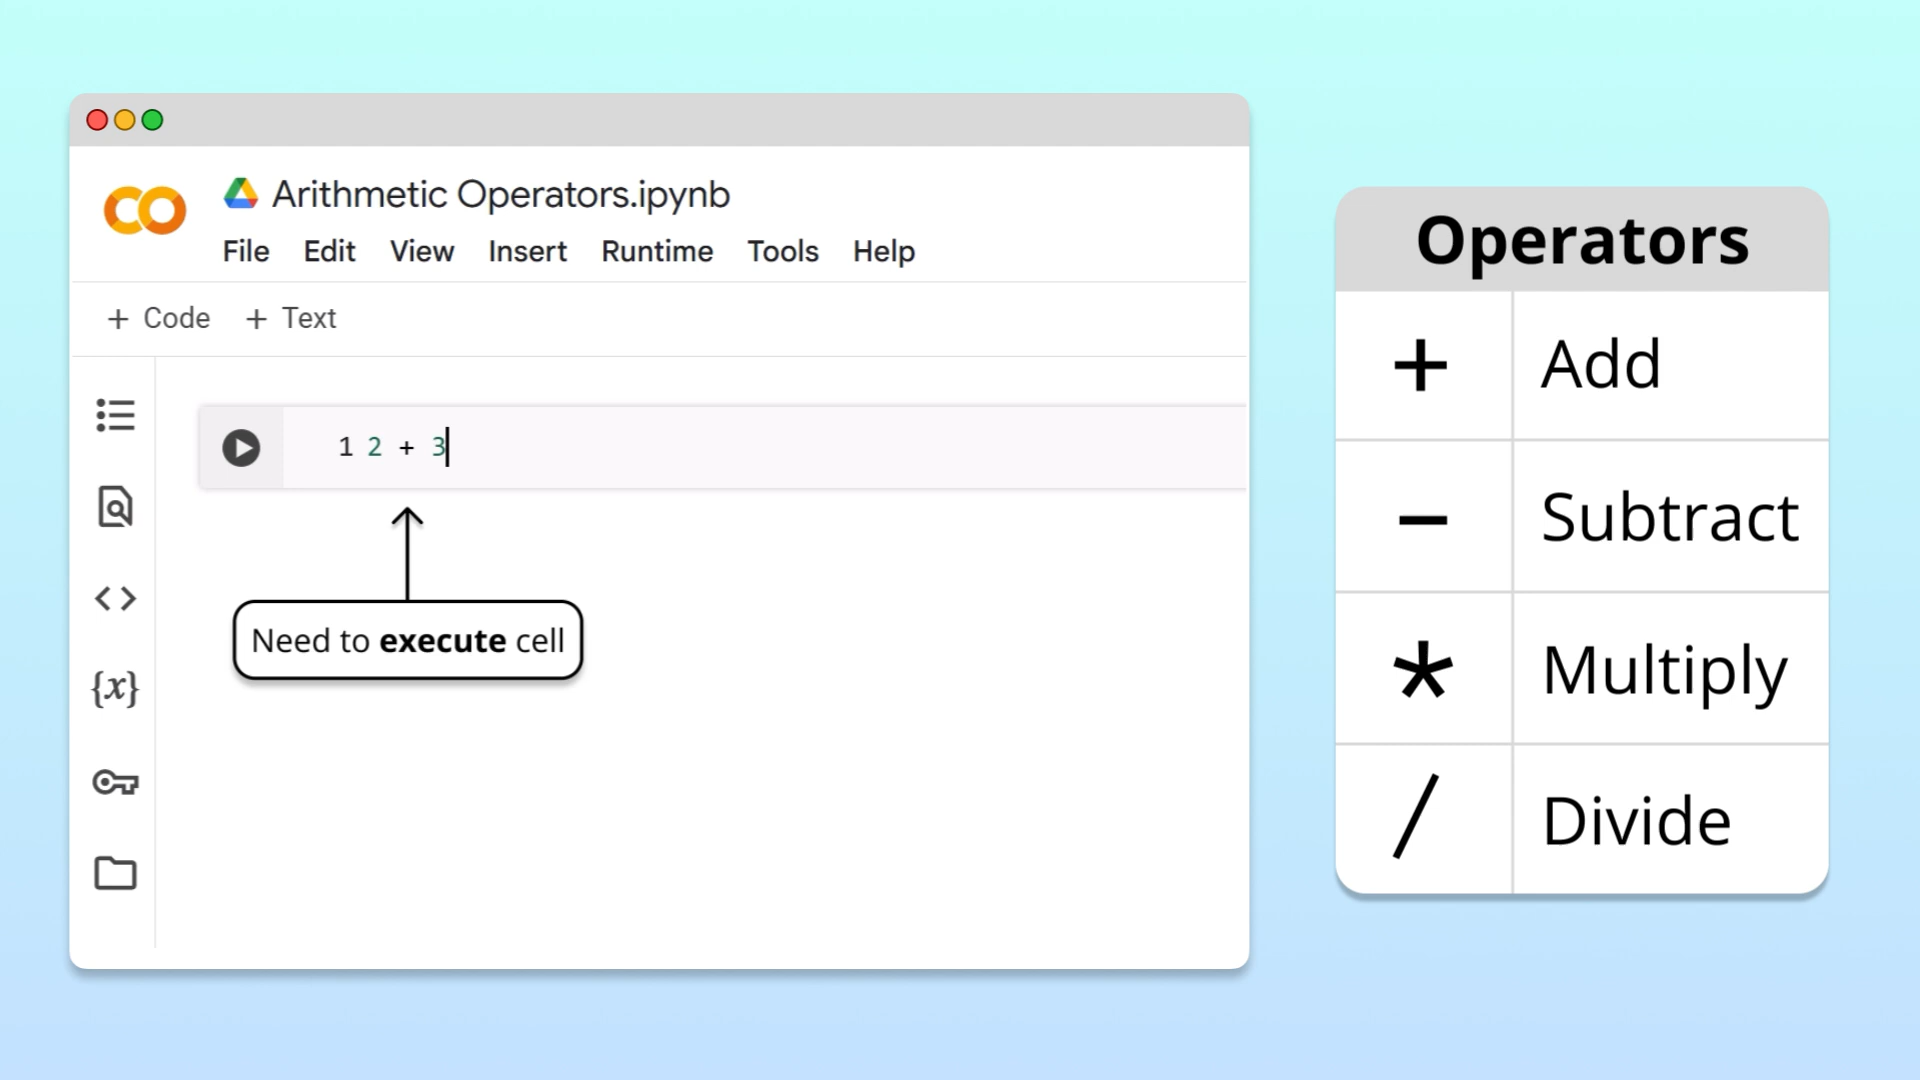 Arithmetic Operators.ipynb
File Edit View Insert Runtime Tools Help
+ Code + Text
1 2 + 3
Need to execute cell
{x}
Operators
+ Add
− Subtract
* Multiply
/ Divide